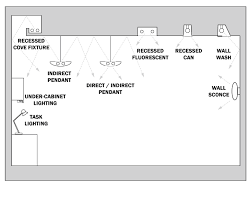 RECESSED
COVE FIXTURE
INDIRECT
PENDANT
DIRECT / INDIRECT
PENDANT
RECESSED
FLUORESCENT
RECESSED
CAN
WALL
WASH
UNDER-CABINET
LIGHTING
TASK
LIGHTING
WALL
SCONCE